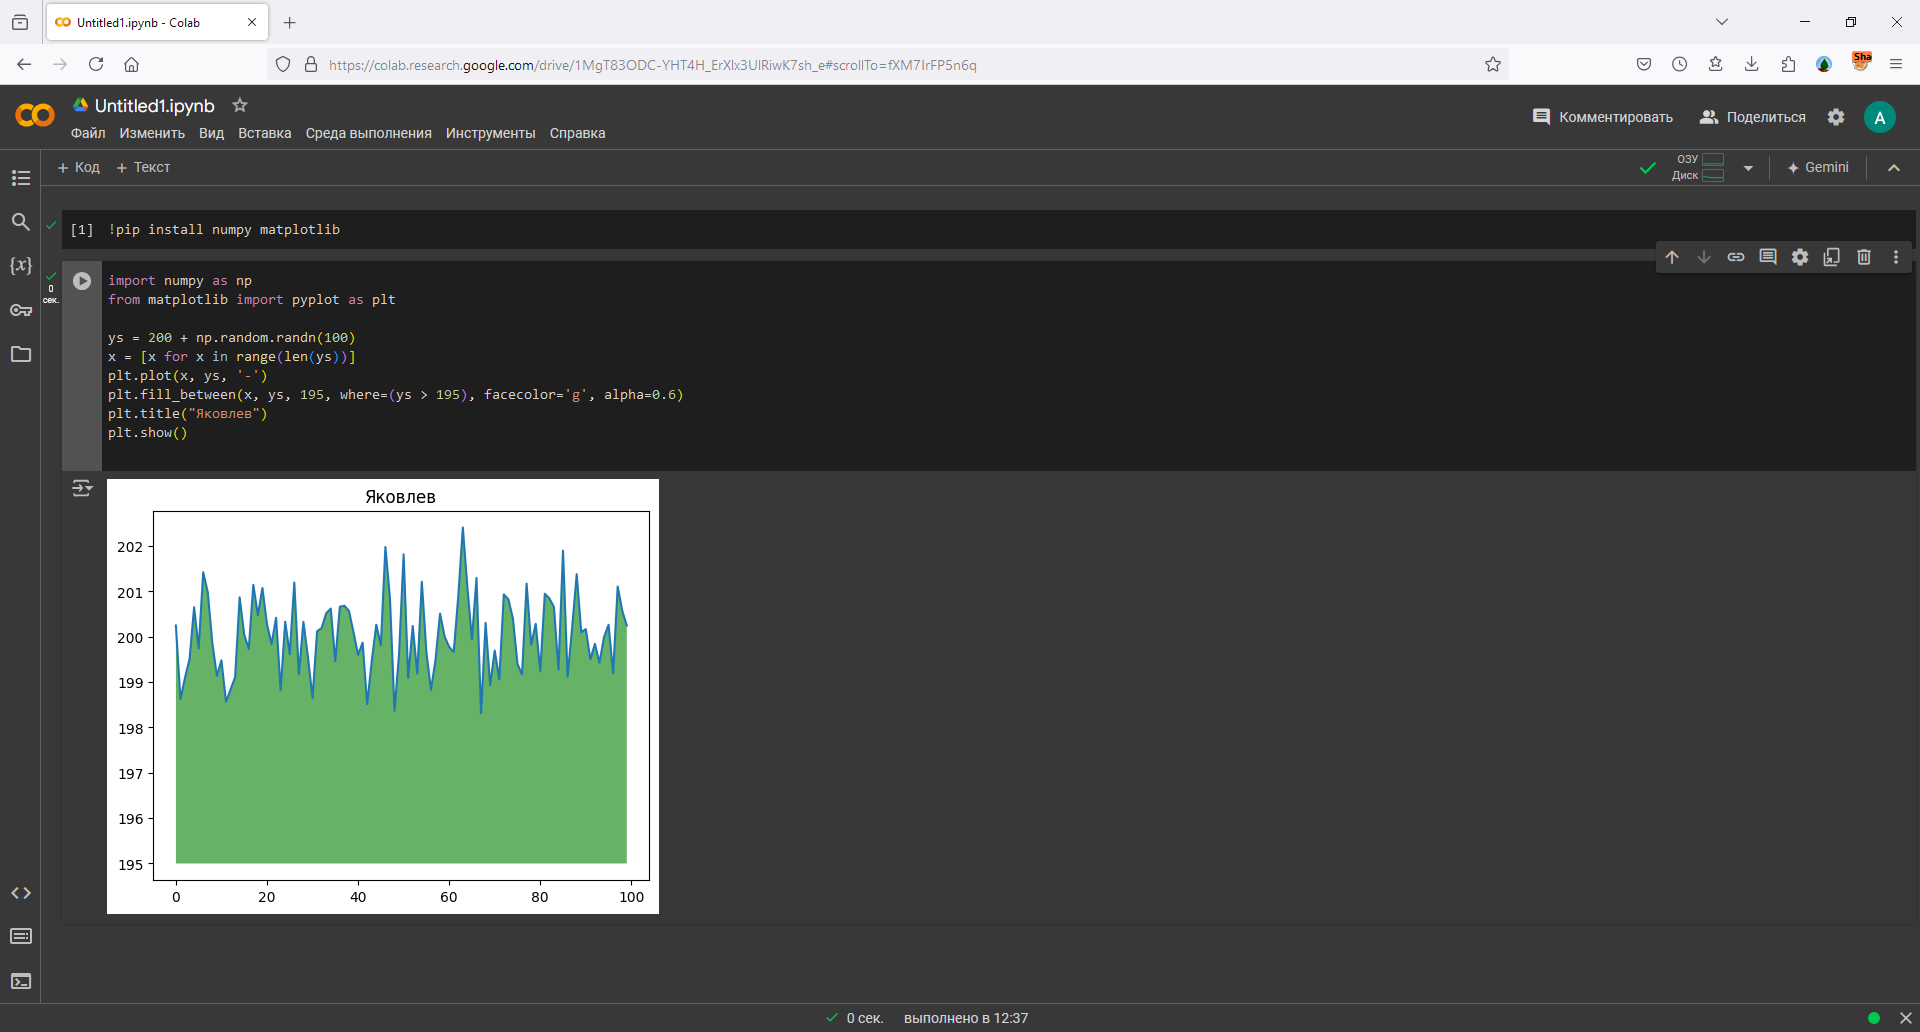 Untitled1.ipynb - Colab
https://colab.research.google.com/drive/1MgT83ODC-YHT4H_ErXlx3UlRiwK7sh_e#scrollTo=fXM7IrFP5n6q
Sha
Untitled1.ipynb
Файл Изменить Вид Вставка Среда выполнения Инструменты Справка
Комментировать Поделиться A
+ Код + Текст
ОЗУ
Диск
Gemini
[1] !pip install numpy matplotlib
0
сек.
import numpy as np
from matplotlib import pyplot as plt
ys = 200 + np.random.randn(100)
x = [x for x in range(len(ys))]
plt.plot(x, ys, '-')
plt.fill_between(x, ys, 195, where=(ys > 195), facecolor='g', alpha=0.6)
plt.title("Яковлев")
plt.show()
Яковлев
202
201
200
199
198
197
196
195
0 20 40 60 80 100
0 сек. выполнено в 12:37